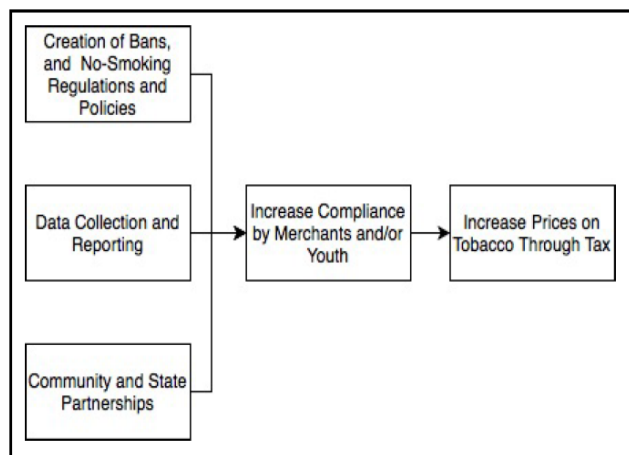 Creation of Bans,
and No-Smoking
Regulations and
Policies
Data Collection and
Reporting
Community and State
Partnerships
Increase Compliance
by Merchants and/or
Youth
Increase Prices on
Tobacco Through Tax